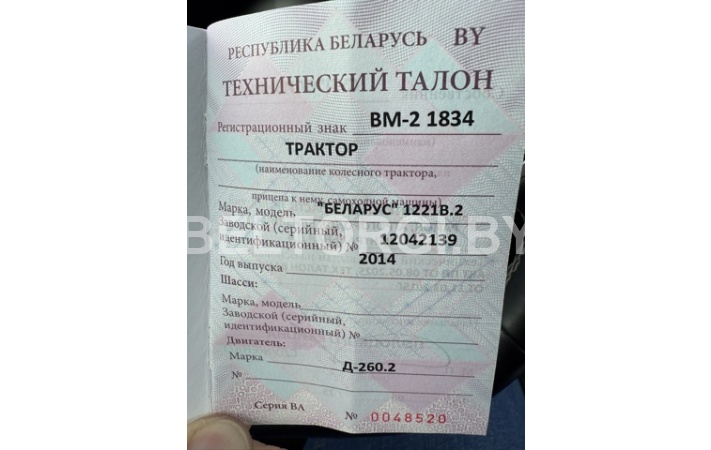 РЕСПУБЛИКА БЕЛАРУСЬ BY
ТЕХНИЧЕСКИЙ ТАЛОН
Регистрационный знак ВМ-2 1834
ТРАКТОР
(наименование колесного трактора,
прицепа к нему, самоходной машины)
Марка, модель "БЕЛАРУС" 1221В.2
Заводской (серийный,
идентификационный) № 12042139
Год выпуска 2014
Шасси:
Марка, модель
Заводской (серийный,
идентификационный) №
Двигатель:
Марка Д-260.2
№
Серия ВА № 0048520
BELTORGI.BY